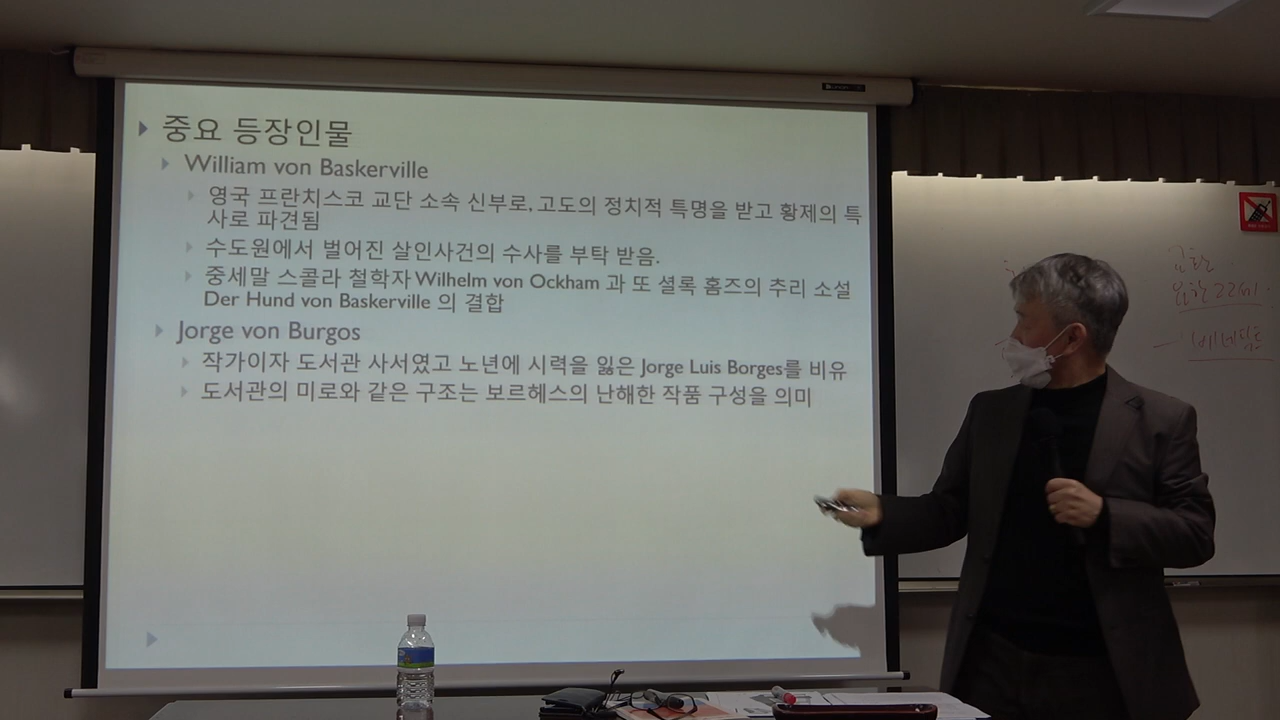 중요 등장인물
William von Baskerville
영국 프란치스코 교단 소속 신부로, 고도의 정치적 특명을 받고 황제의 특
사로 파견됨
수도원에서 벌어진 살인사건의 수사를 부탁 받음.
중세말 스콜라 철학자 Wilhelm von Ockham 과 또 셜록 홈즈의 추리 소설
Der Hund von Baskerville 의 결합
Jorge von Burgos
작가이자 도서관 사서였고 노년에 시력을 잃은 Jorge Luis Borges를 비유
도서관의 미로와 같은 구조는 보르헤스의 난해한 작품 구성을 의미
교황
요한22세